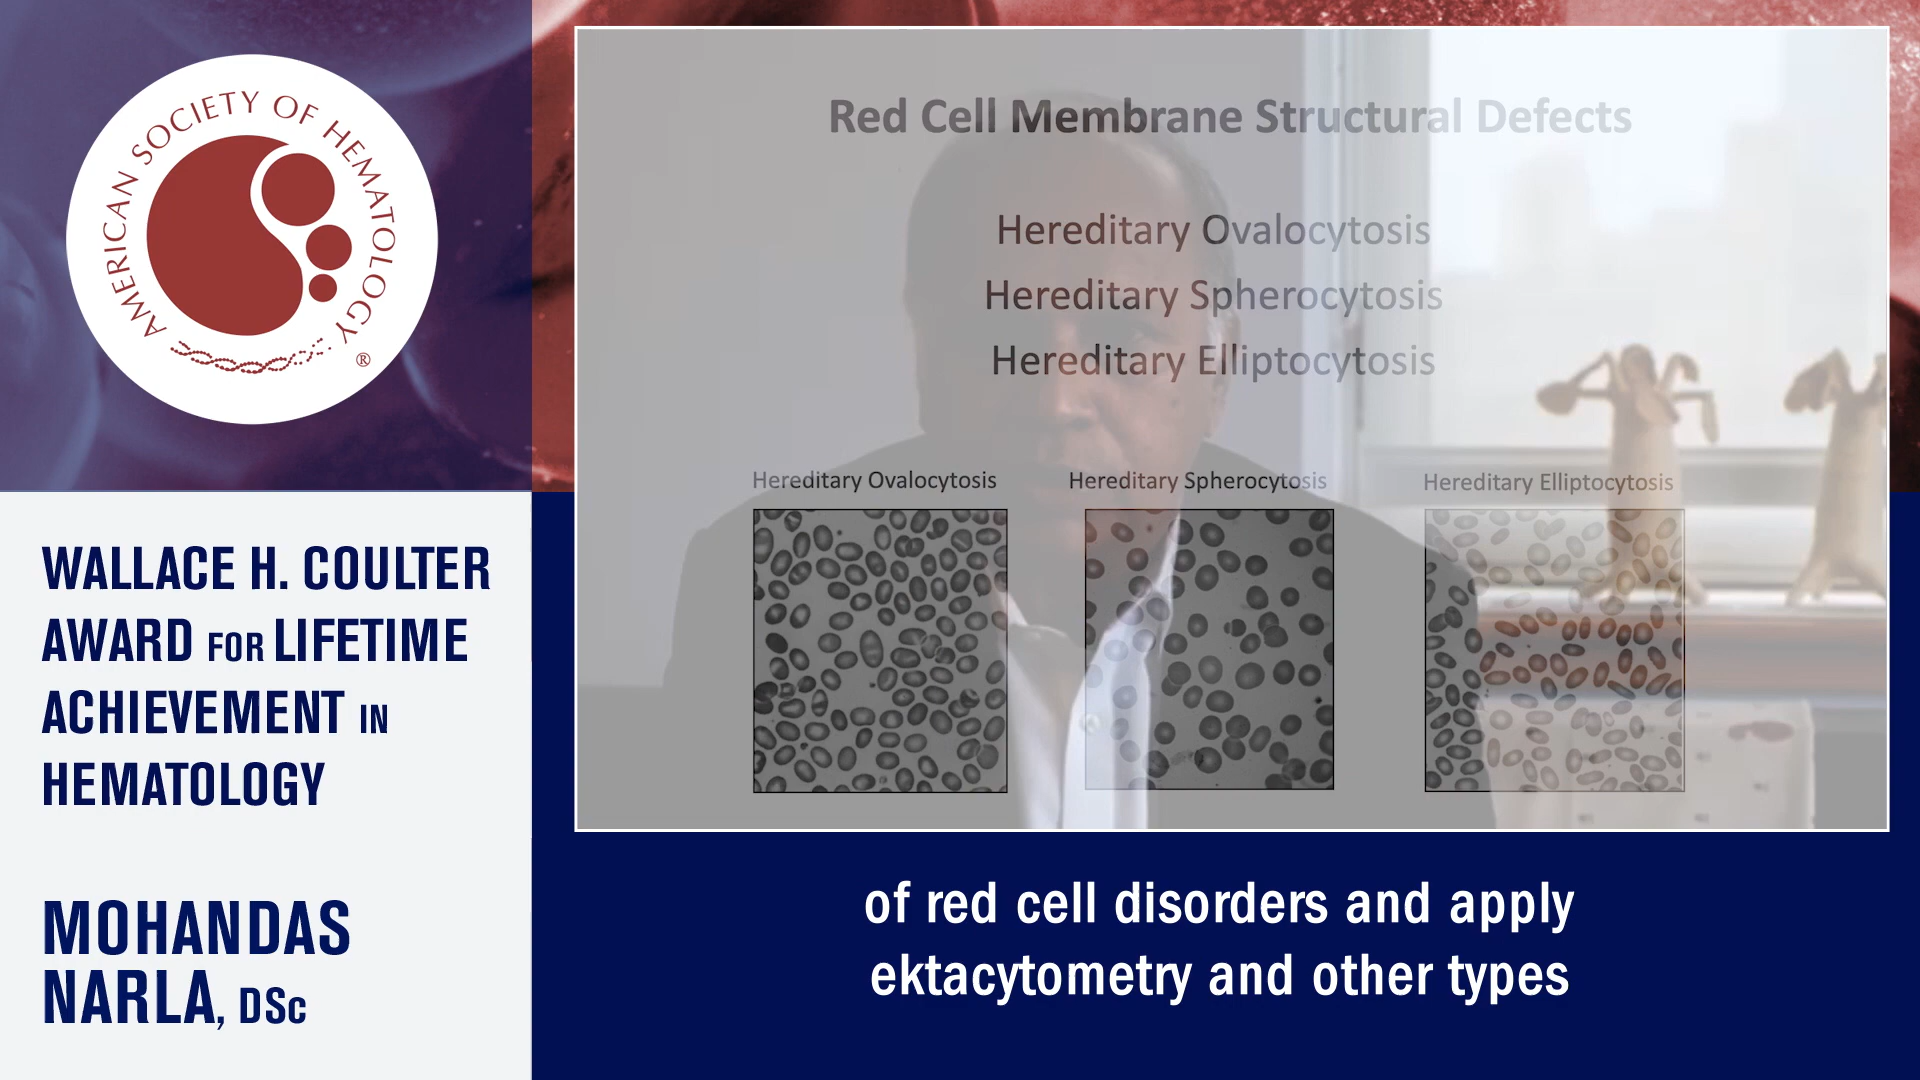 AMERICAN SOCIETY OF HEMATOLOGY ®
WALLACE H. COULTER
AWARD FOR LIFETIME
ACHIEVEMENT IN
HEMATOLOGY
MOHANDAS
NARLA, DSc
Red Cell Membrane Structural Defects
Hereditary Ovalocytosis
Hereditary Spherocytosis
Hereditary Elliptocytosis
Hereditary Ovalocytosis
Hereditary Spherocytosis
Hereditary Elliptocytosis
of red cell disorders and apply
ektacytometry and other types